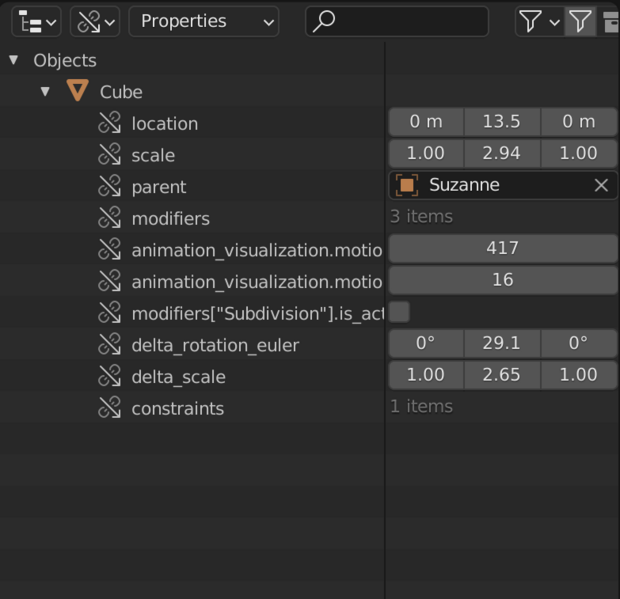 Properties
Objects
Cube
location 0 m 13.5 0 m
scale 1.00 2.94 1.00
parent Suzanne
modifiers 3 items
animation_visualization.motio 417
animation_visualization.motio 16
modifiers["Subdivision"].is_act
delta_rotation_euler 0° 29.1 0°
delta_scale 1.00 2.65 1.00
constraints 1 items